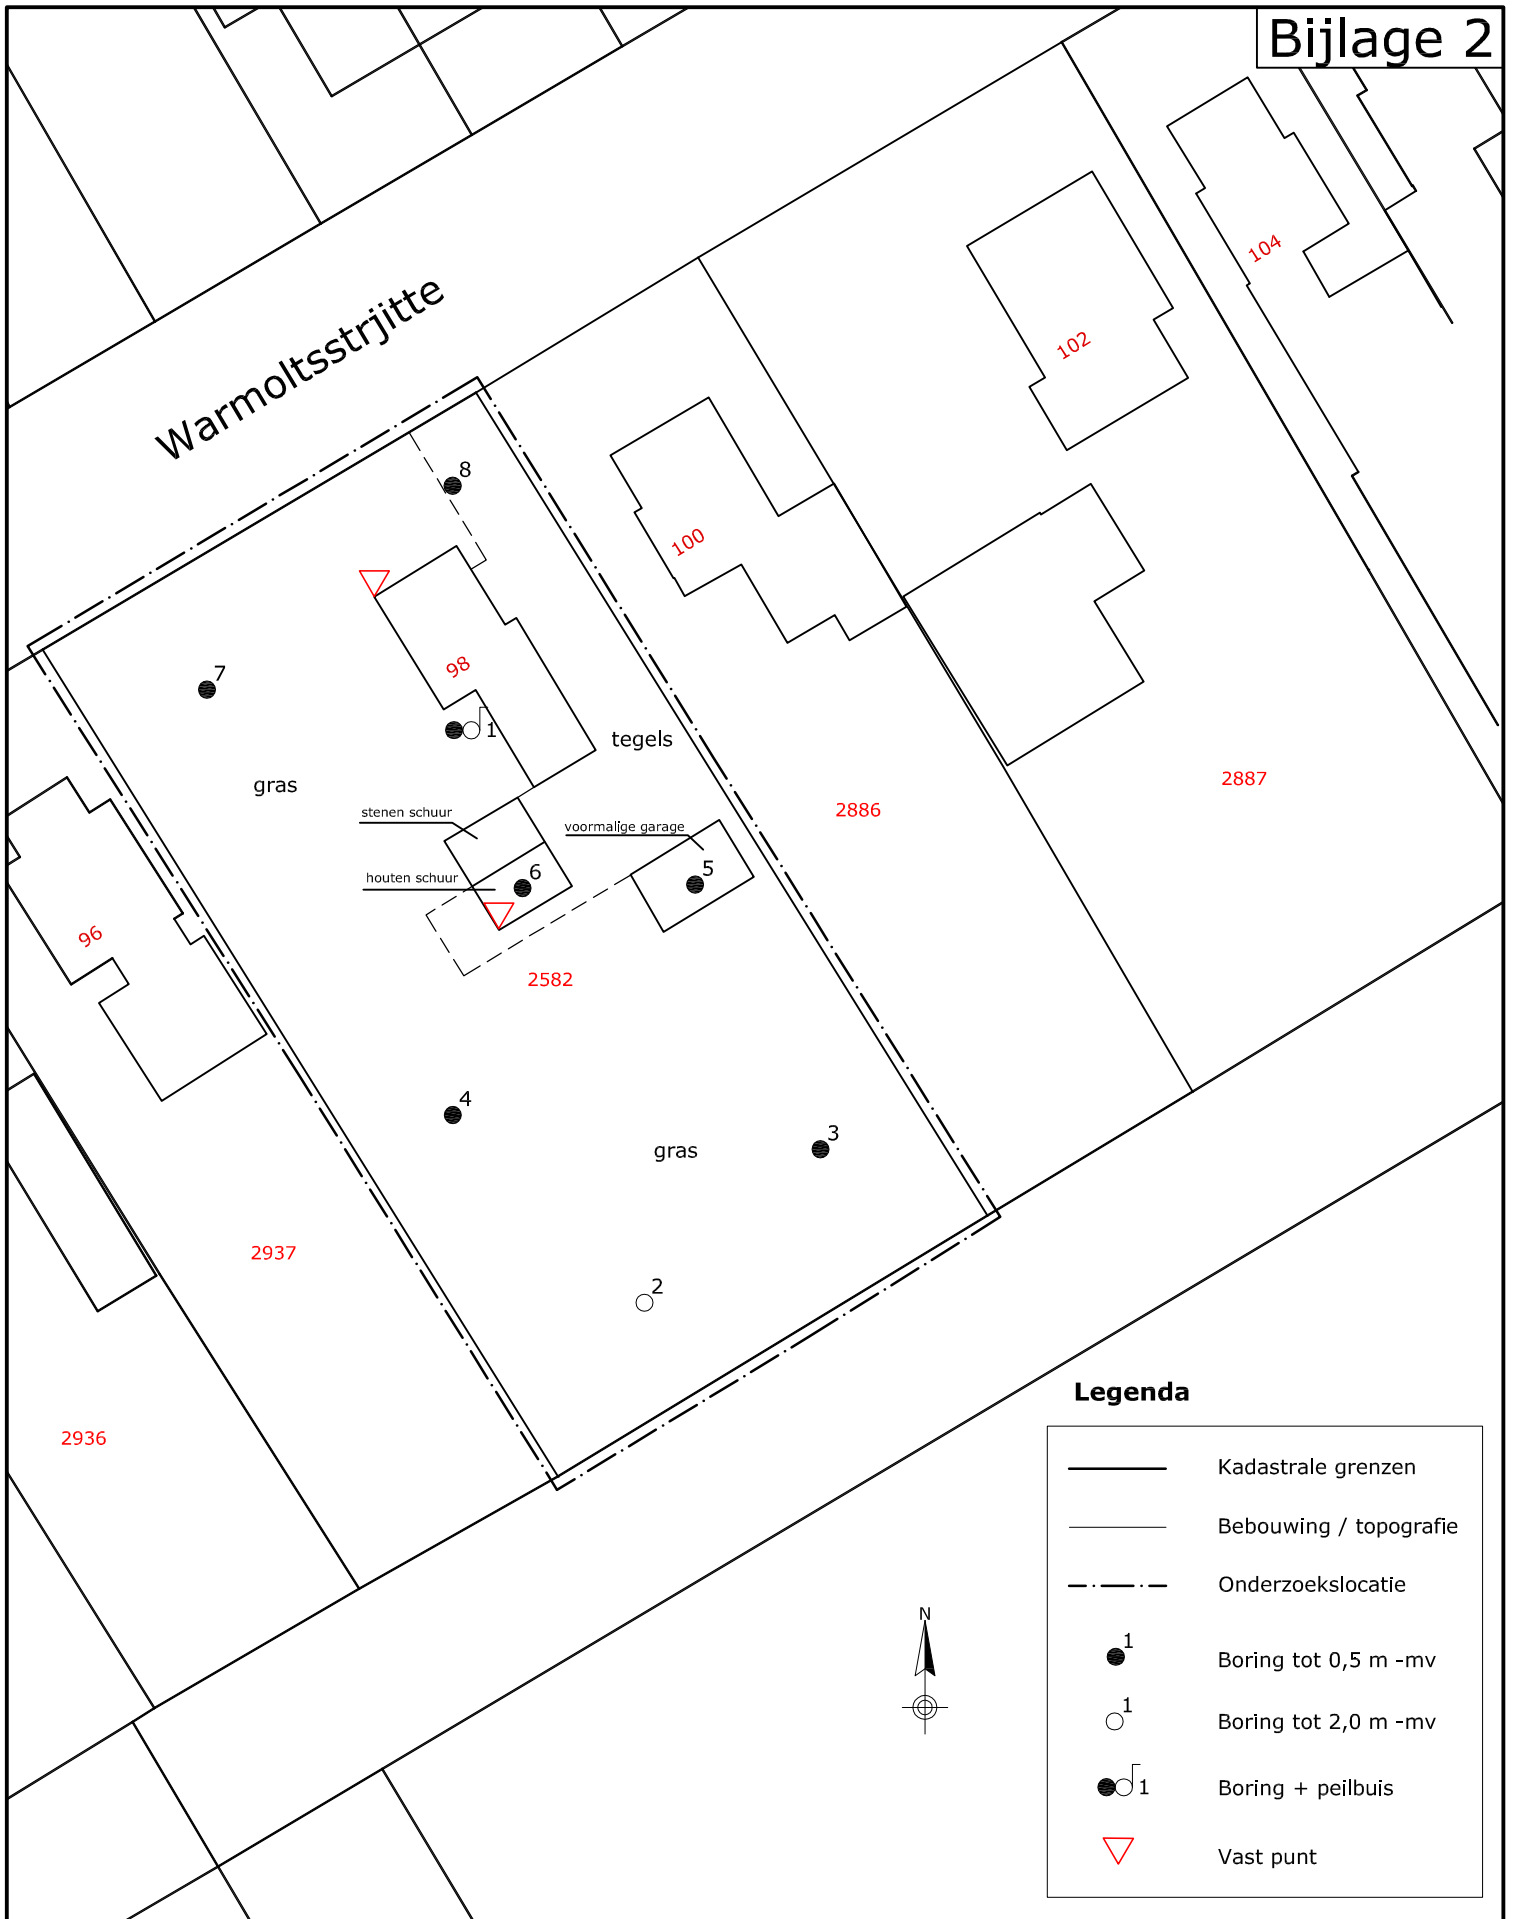 Bijlage 2
104
102
Warmoltsstrjitte
8
100
98
7
1
tegels
gras
2887
2886
stenen schuur
voormalige garage
5
6
houten schuur
96
2582
4
3
gras
2937
2
2936
Legenda
Kadastrale grenzen
Bebouwing / topografie
Onderzoekslocatie
N
1 Boring tot 0,5 m -mv
1 Boring tot 2,0 m -mv
1 Boring + peilbuis
Vast punt